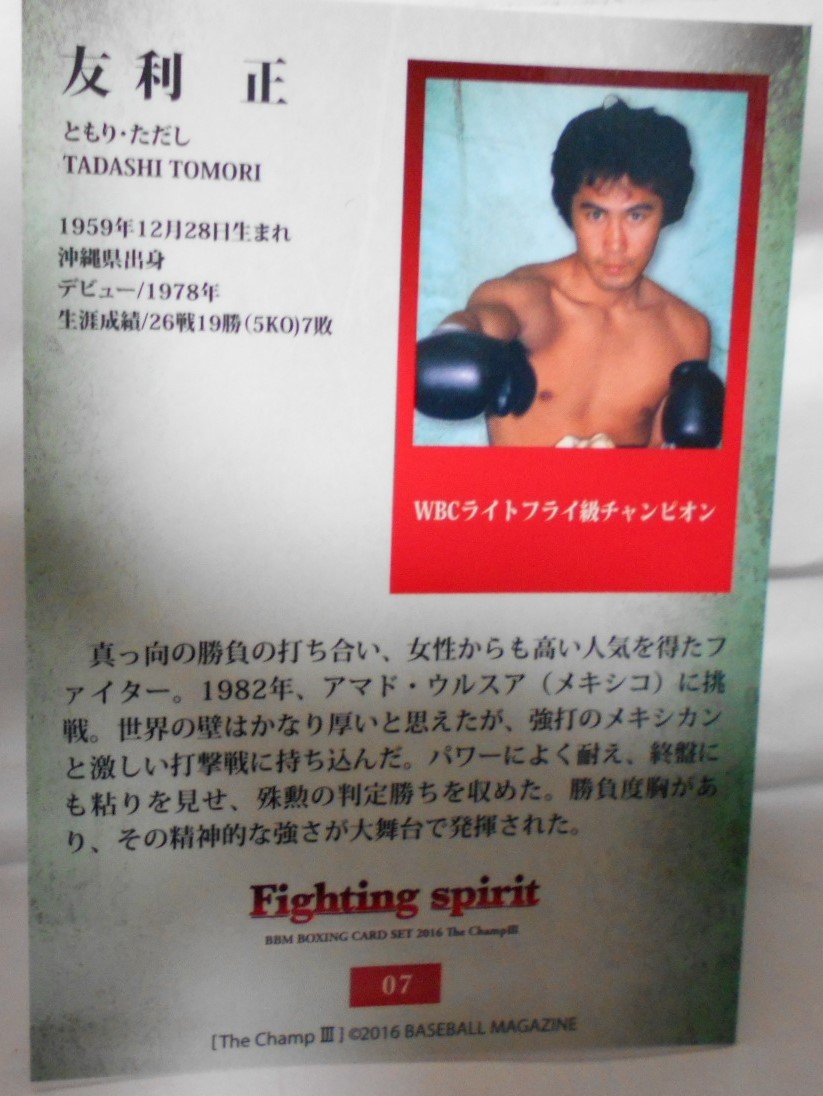 友利 正
ともり・ただし
TADASHI TOMORI
1959年12月28日生まれ
沖縄県出身
デビュー/1978年
生涯成績/26戦19勝(5KO)7敗
WBCライトフライ級チャンピオン
真っ向の勝負の打ち合い、女性からも高い人気を得たフ
ァイター。1982年、アマド・ウルスア（メキシコ）に挑
戦。世界の壁はかなり厚いと思えたが、強打のメキシカン
と激しい打撃戦に持ち込んだ。パワーによく耐え、終盤に
も粘りを見せ、殊勲の判定勝ちを収めた。勝負度胸があ
り、その精神的な強さが大舞台で発揮された。
Fighting spirit
BBM BOXING CARD SET 2016 The ChampⅢ
07
[The Champ Ⅲ] ©2016 BASEBALL MAGAZINE